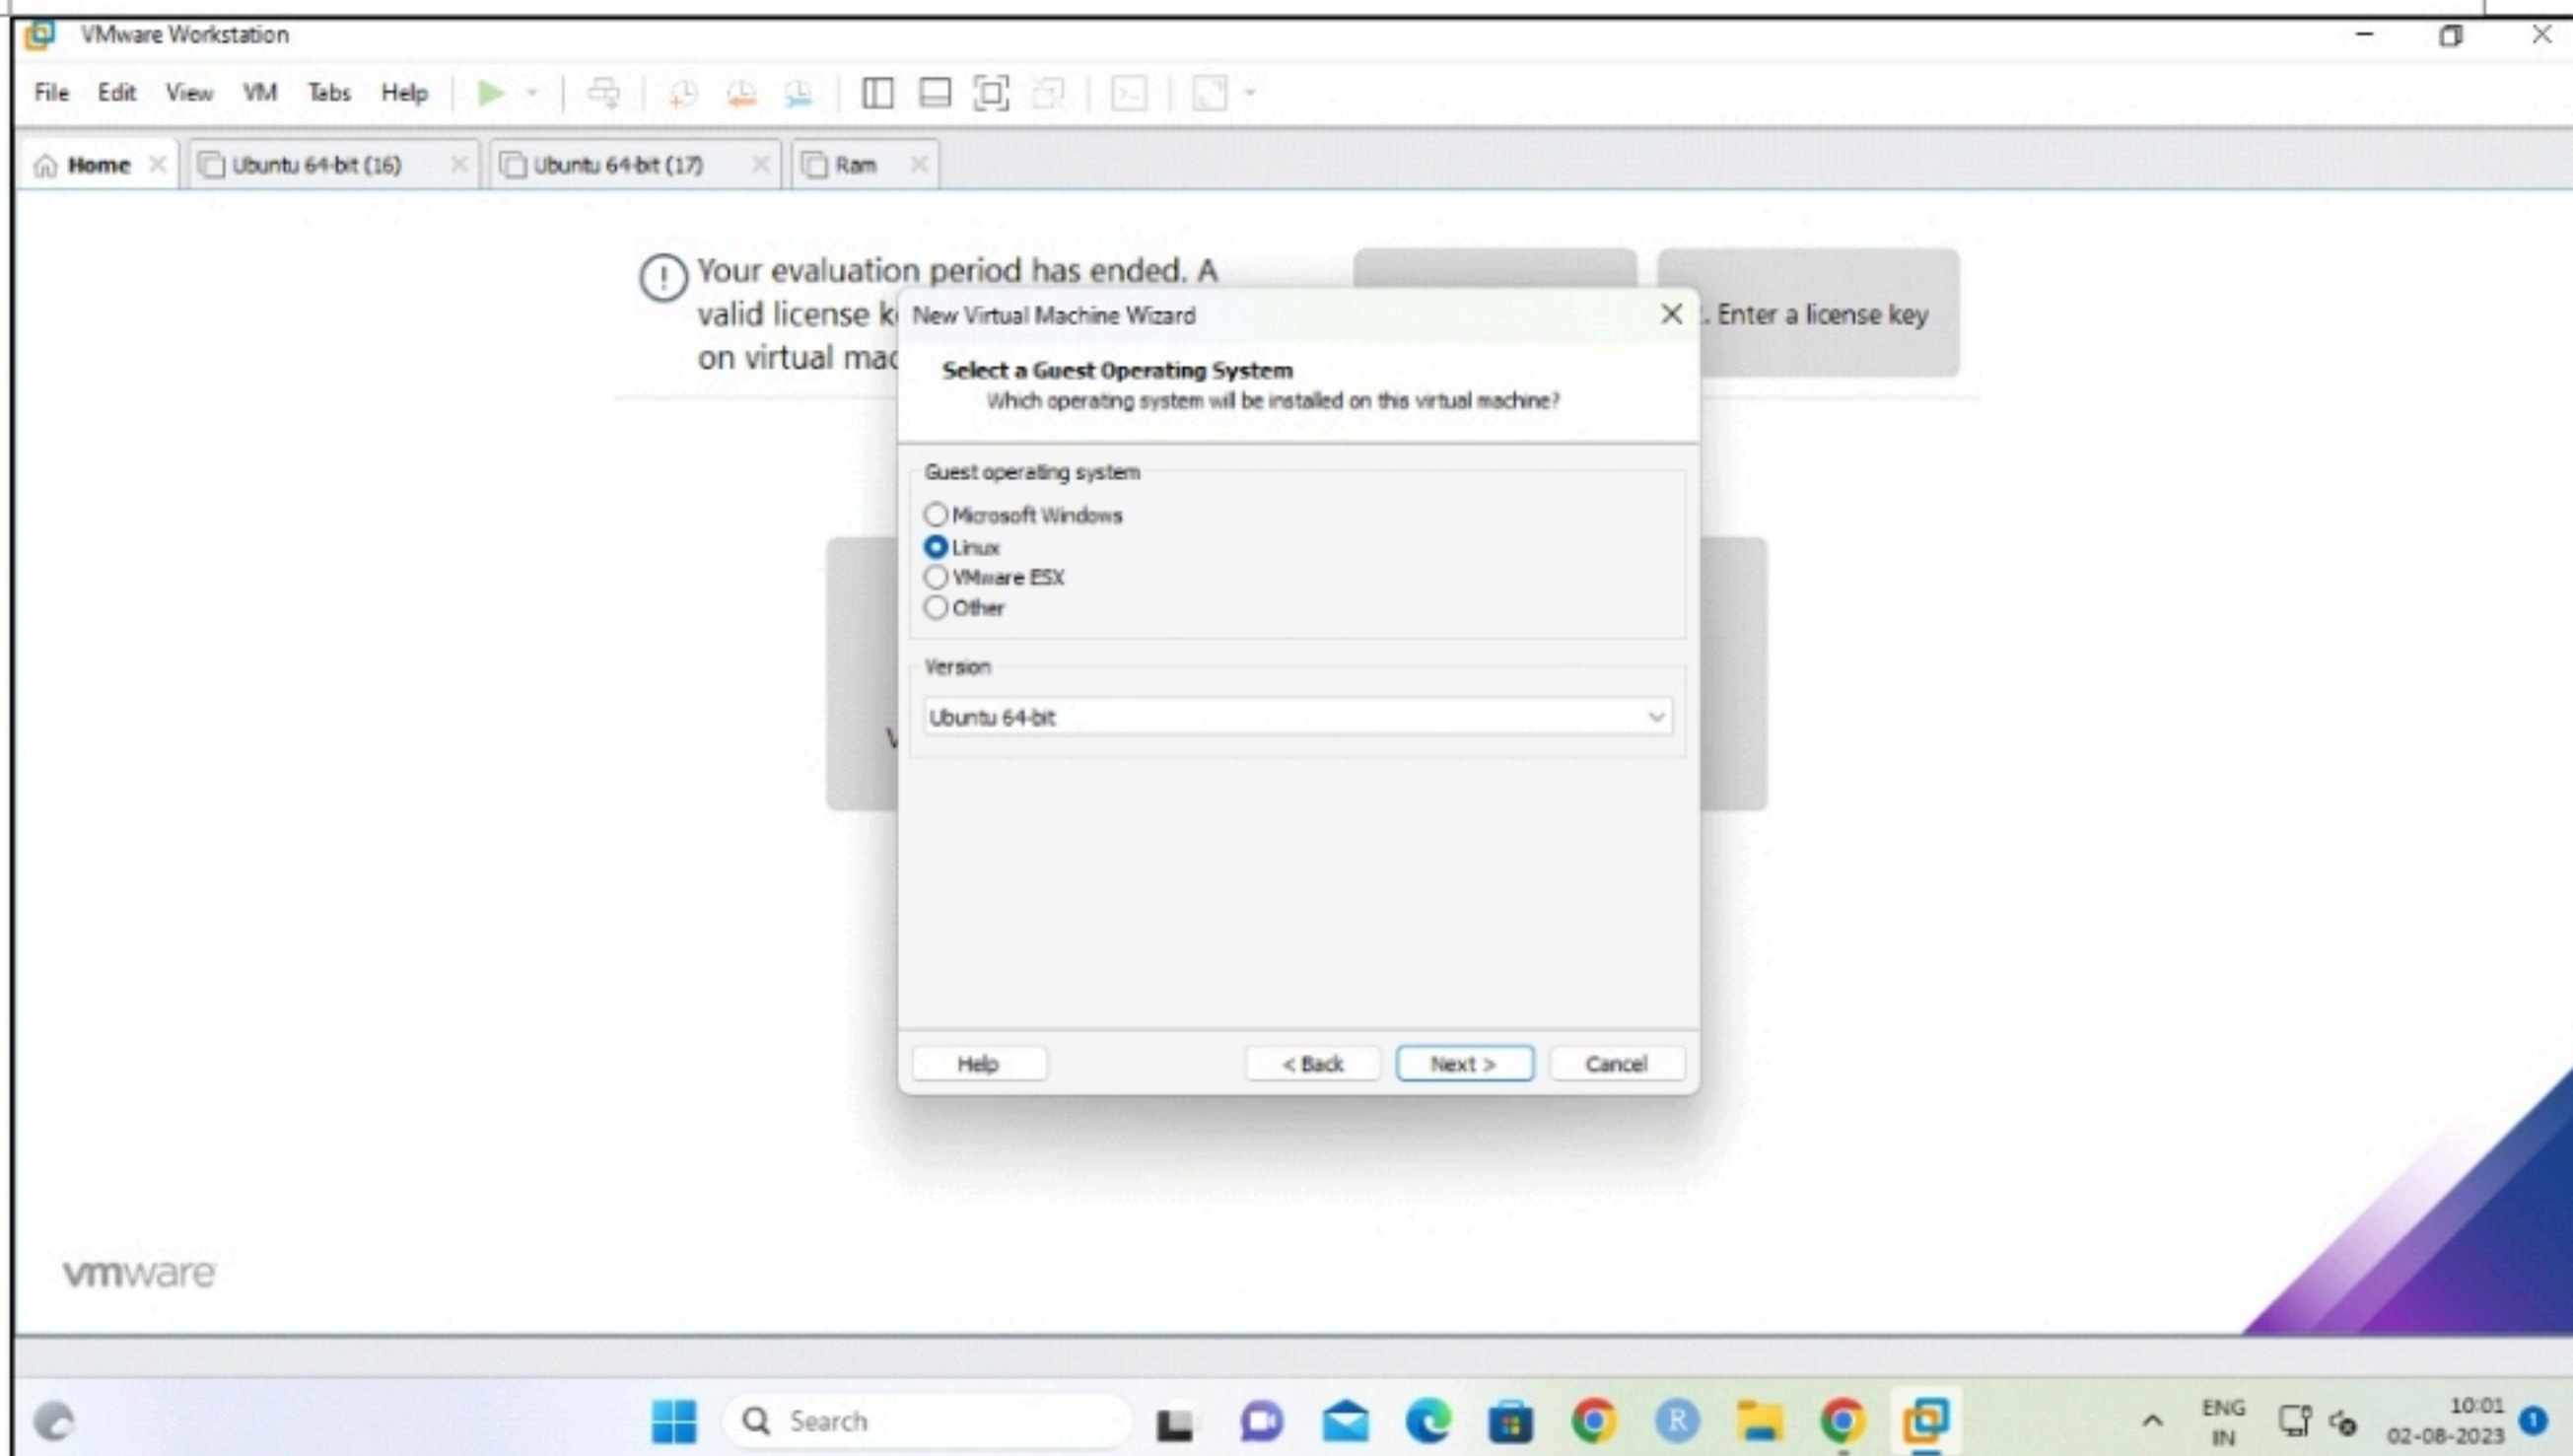 VMware Workstation
File Edit View VM Tabs Help
Home Ubuntu 64-bit (16) Ubuntu 64-bit (17) Ram
Your evaluation period has ended. A
valid license
on virtual
Enter a license key
New Virtual Machine Wizard
Select a Guest Operating System
Which operating system will be installed on this virtual machine?
Guest operating system
Microsoft Windows
Linux
VMware ESX
Other
Version
Ubuntu 64-bit
Help < Back Next > Cancel
vmware
Search
R
ENG
IN
10:01
02-08-2023
1